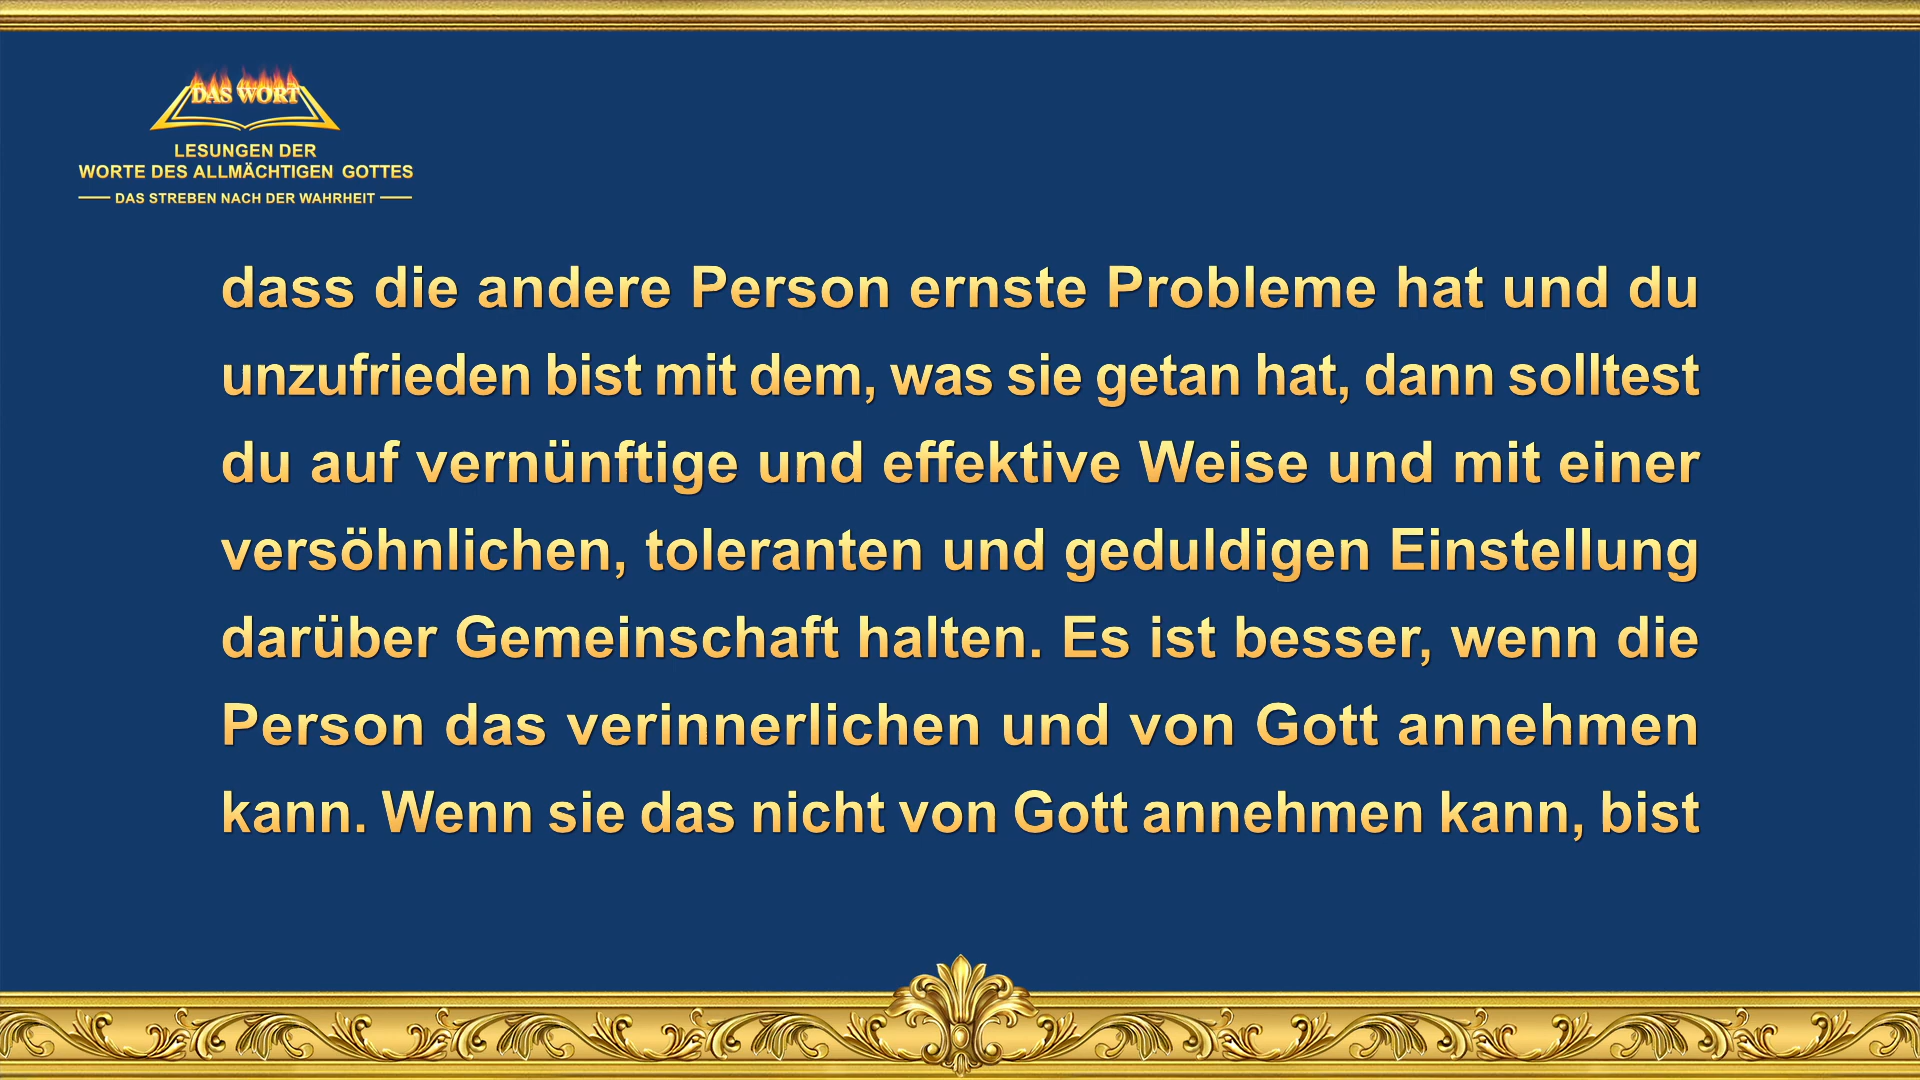 DAS WORT
LESUNGEN DER
WORTE DES ALLMÄCHTIGEN GOTTES
DAS STREBEN NACH DER WAHRHEIT
dass die andere Person ernste Probleme hat und du
unzufrieden bist mit dem, was sie getan hat, dann solltest
du auf vernünftige und effektive Weise und mit einer
versöhnlichen, toleranten und geduldigen Einstellung
darüber Gemeinschaft halten. Es ist besser, wenn die
Person das verinnerlichen und von Gott annehmen
kann. Wenn sie das nicht von Gott annehmen kann, bist